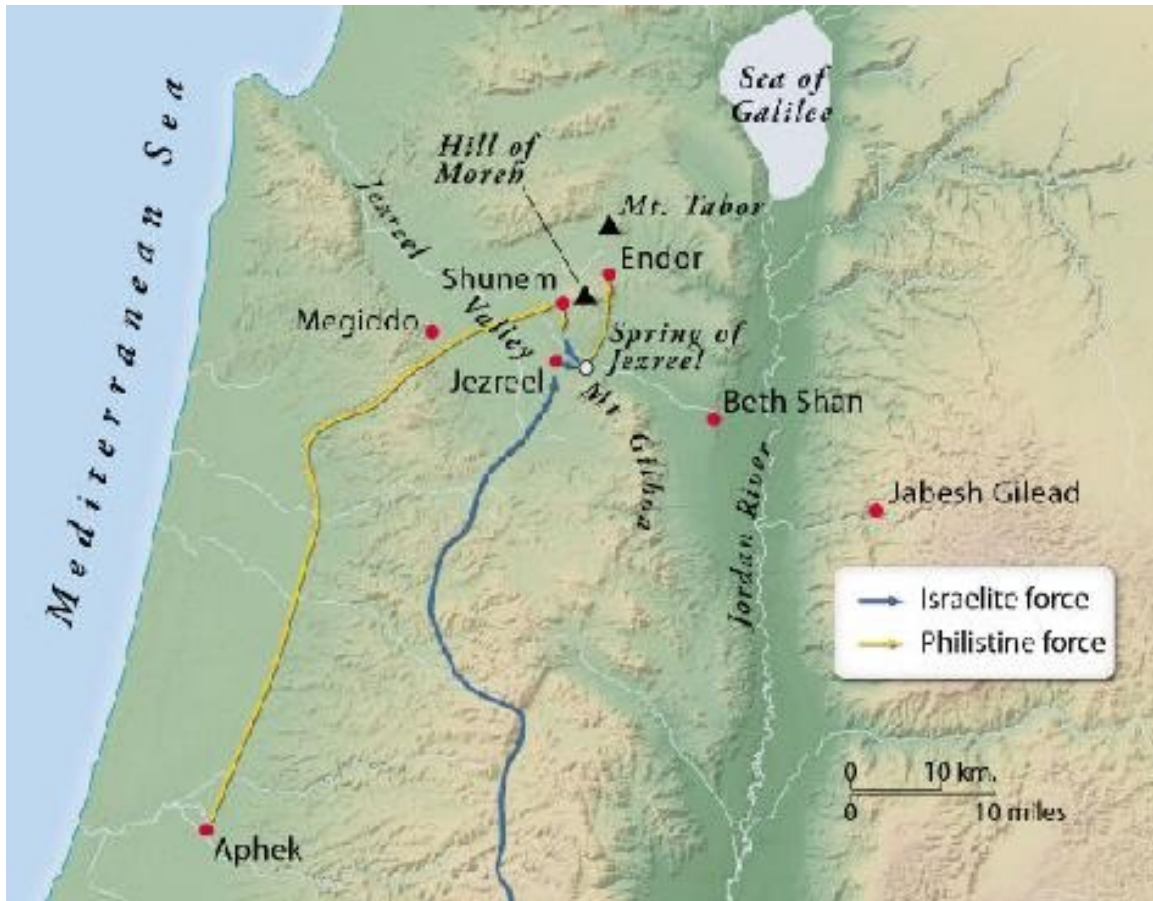 Mediterranean Sea
Sea of
Galilee
Hill of
Moreh
Jezreel
Valley
Mt. Tabor
Endor
Shunem
Megiddo
Spring of
Jezreel
Jezreel
Mt. Gilboa
Beth Shan
Jordan River
Jabesh Gilead
Israelite force
Philistine force
0 10 km.
0 10 miles
Aphek